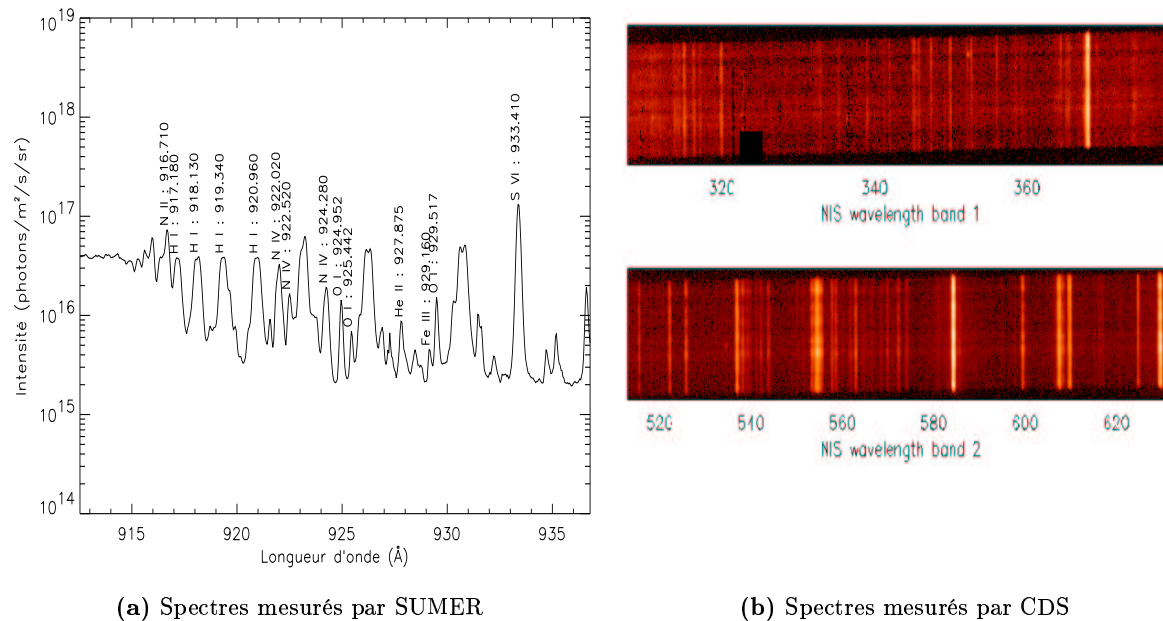 10^19
10^18
10^17
10^16
10^15
10^14
Intensité (photons/m²/s/sr)
N II : 916.710
H I : 917.180
H I : 918.130
H I : 919.340
H I : 920.960
N IV : 922.020
N IV : 922.520
N IV : 924.280
O I : 924.952
O I : 925.442
He II : 927.875
Fe III : 929.160
O I : 929.517
S VI : 933.410
915 920 925 930 935
Longueur d'onde (Å)
(a) Spectres mesurés par SUMER
320 340 360
NIS wavelength band 1
520 540 560 580 600 620
NIS wavelength band 2
(b) Spectres mesurés par CDS